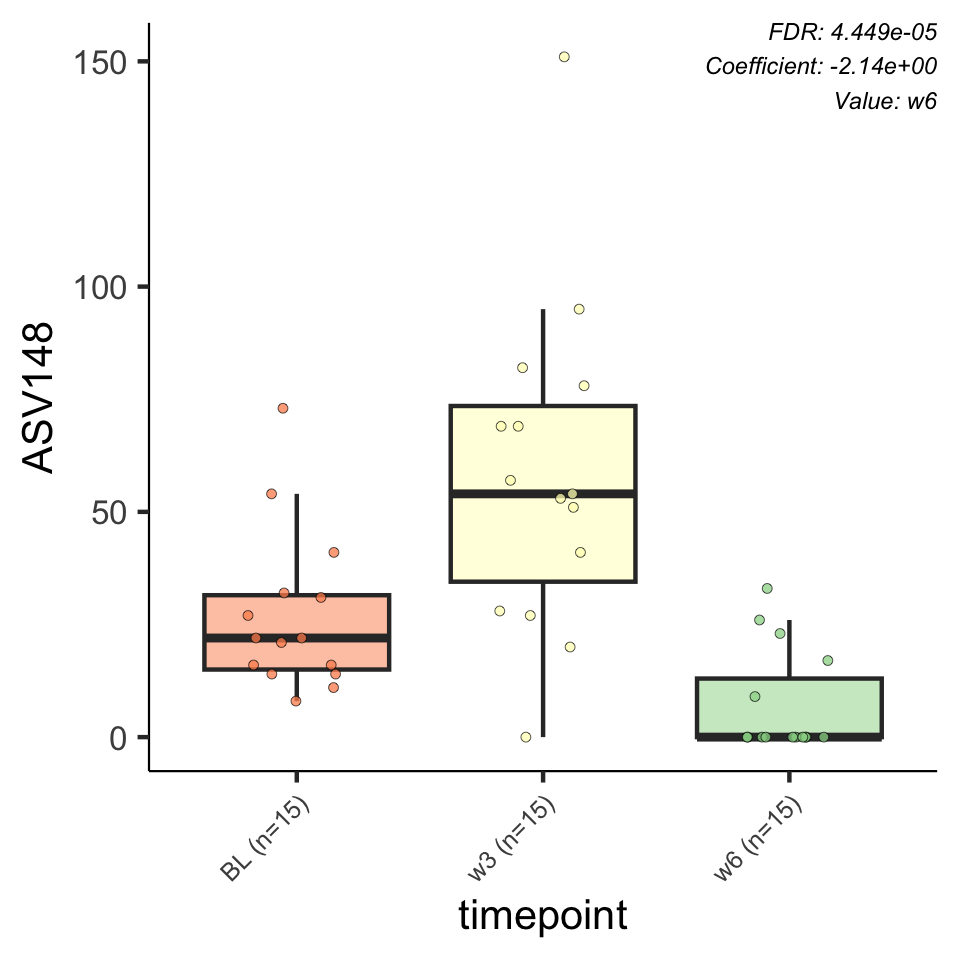 FDR: 4.449e-05
Coefficient: -2.14e+00
Value: w6
150
100
50
0
ASV148
BL (n=15)
w3 (n=15)
w6 (n=15)
timepoint